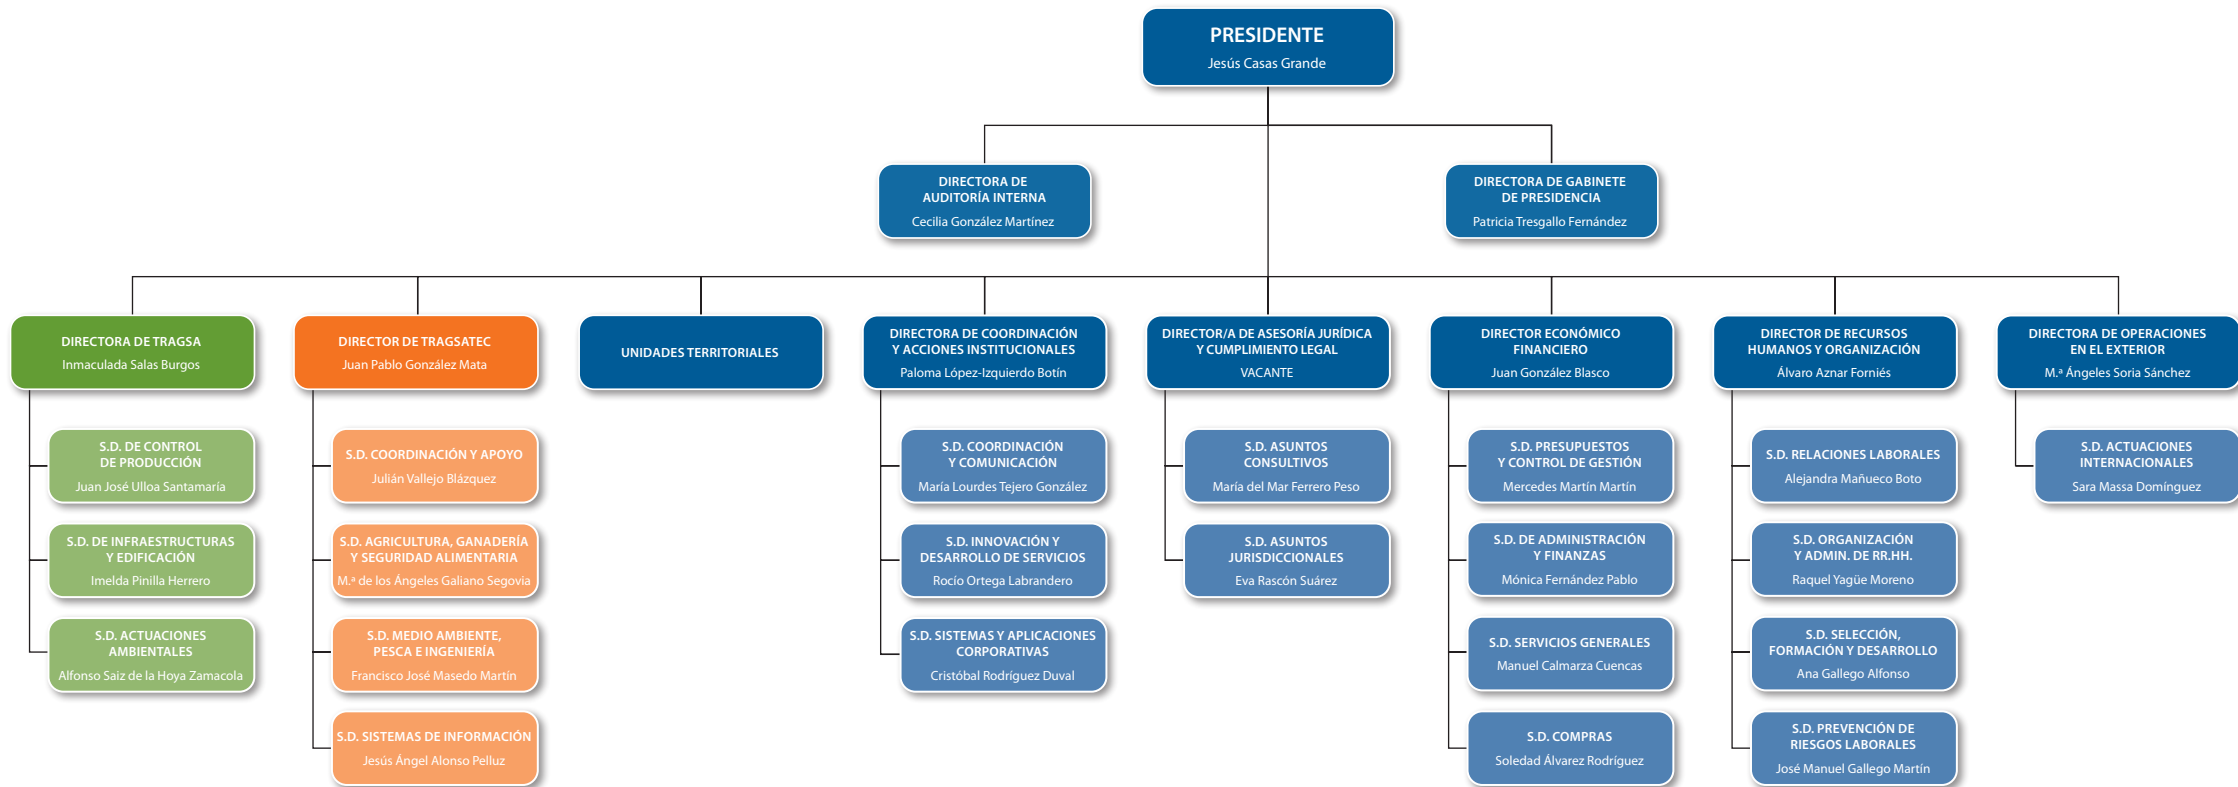 PRESIDENTE
Jesús Casas Grande
DIRECTORA DE
AUDITORÍA INTERNA
Cecilia González Martínez
DIRECTORA DE GABINETE
DE PRESIDENCIA
Patricia Tresgallo Fernández
DIRECTORA DE TRAGSA
Inmaculada Salas Burgos
DIRECTOR DE TRAGSATEC
Juan Pablo González Mata
UNIDADES TERRITORIALES
DIRECTORA DE COORDINACIÓN
Y ACCIONES INSTITUCIONALES
Paloma López-Izquierdo Botín
DIRECTOR/A DE ASESORÍA JURÍDICA
Y CUMPLIMIENTO LEGAL
VACANTE
DIRECTOR ECONÓMICO
FINANCIERO
Juan González Blasco
DIRECTOR DE RECURSOS
HUMANOS Y ORGANIZACIÓN
Álvaro Aznar Forniés
DIRECTORA DE OPERACIONES
EN EL EXTERIOR
M.ª Ángeles Soria Sánchez
S.D. DE CONTROL
DE PRODUCCIÓN
Juan José Ulloa Santamaría
S.D. DE INFRAESTRUCTURAS
Y EDIFICACIÓN
Imelda Pinilla Herrero
S.D. ACTUACIONES
AMBIENTALES
Alfonso Saiz de la Hoya Zamacola
S.D. COORDINACIÓN Y APOYO
Julián Vallejo Blázquez
S.D. AGRICULTURA, GANADERÍA
Y SEGURIDAD ALIMENTARIA
M.ª de los Ángeles Galiano Segovia
S.D. MEDIO AMBIENTE,
PESCA E INGENIERÍA
Francisco José Masedo Martín
S.D. SISTEMAS DE INFORMACIÓN
Jesús Ángel Alonso Pelluz
S.D. COORDINACIÓN
Y COMUNICACIÓN
María Lourdes Tejero González
S.D. INNOVACIÓN Y
DESARROLLO DE SERVICIOS
Rocío Ortega Labrandero
S.D. SISTEMAS Y APLICACIONES
CORPORATIVAS
Cristóbal Rodríguez Duval
S.D. ASUNTOS
CONSULTIVOS
María del Mar Ferrero Peso
S.D. ASUNTOS
JURISDICCIONALES
Eva Rascón Suárez
S.D. PRESUPUESTOS
Y CONTROL DE GESTIÓN
Mercedes Martín Martín
S.D. DE ADMINISTRACIÓN
Y FINANZAS
Mónica Fernández Pablo
S.D. SERVICIOS GENERALES
Manuel Calmarza Cuencas
S.D. COMPRAS
Soledad Álvarez Rodríguez
S.D. RELACIONES LABORALES
Alejandra Mañueco Boto
S.D. ORGANIZACIÓN
Y ADMIN. DE RR.HH.
Raquel Yagüe Moreno
S.D. SELECCIÓN,
FORMACIÓN Y DESARROLLO
Ana Gallego Alfonso
S.D. PREVENCIÓN DE
RIESGOS LABORALES
José Manuel Gallego Martín
S.D. ACTUACIONES
INTERNACIONALES
Sara Massa Domínguez